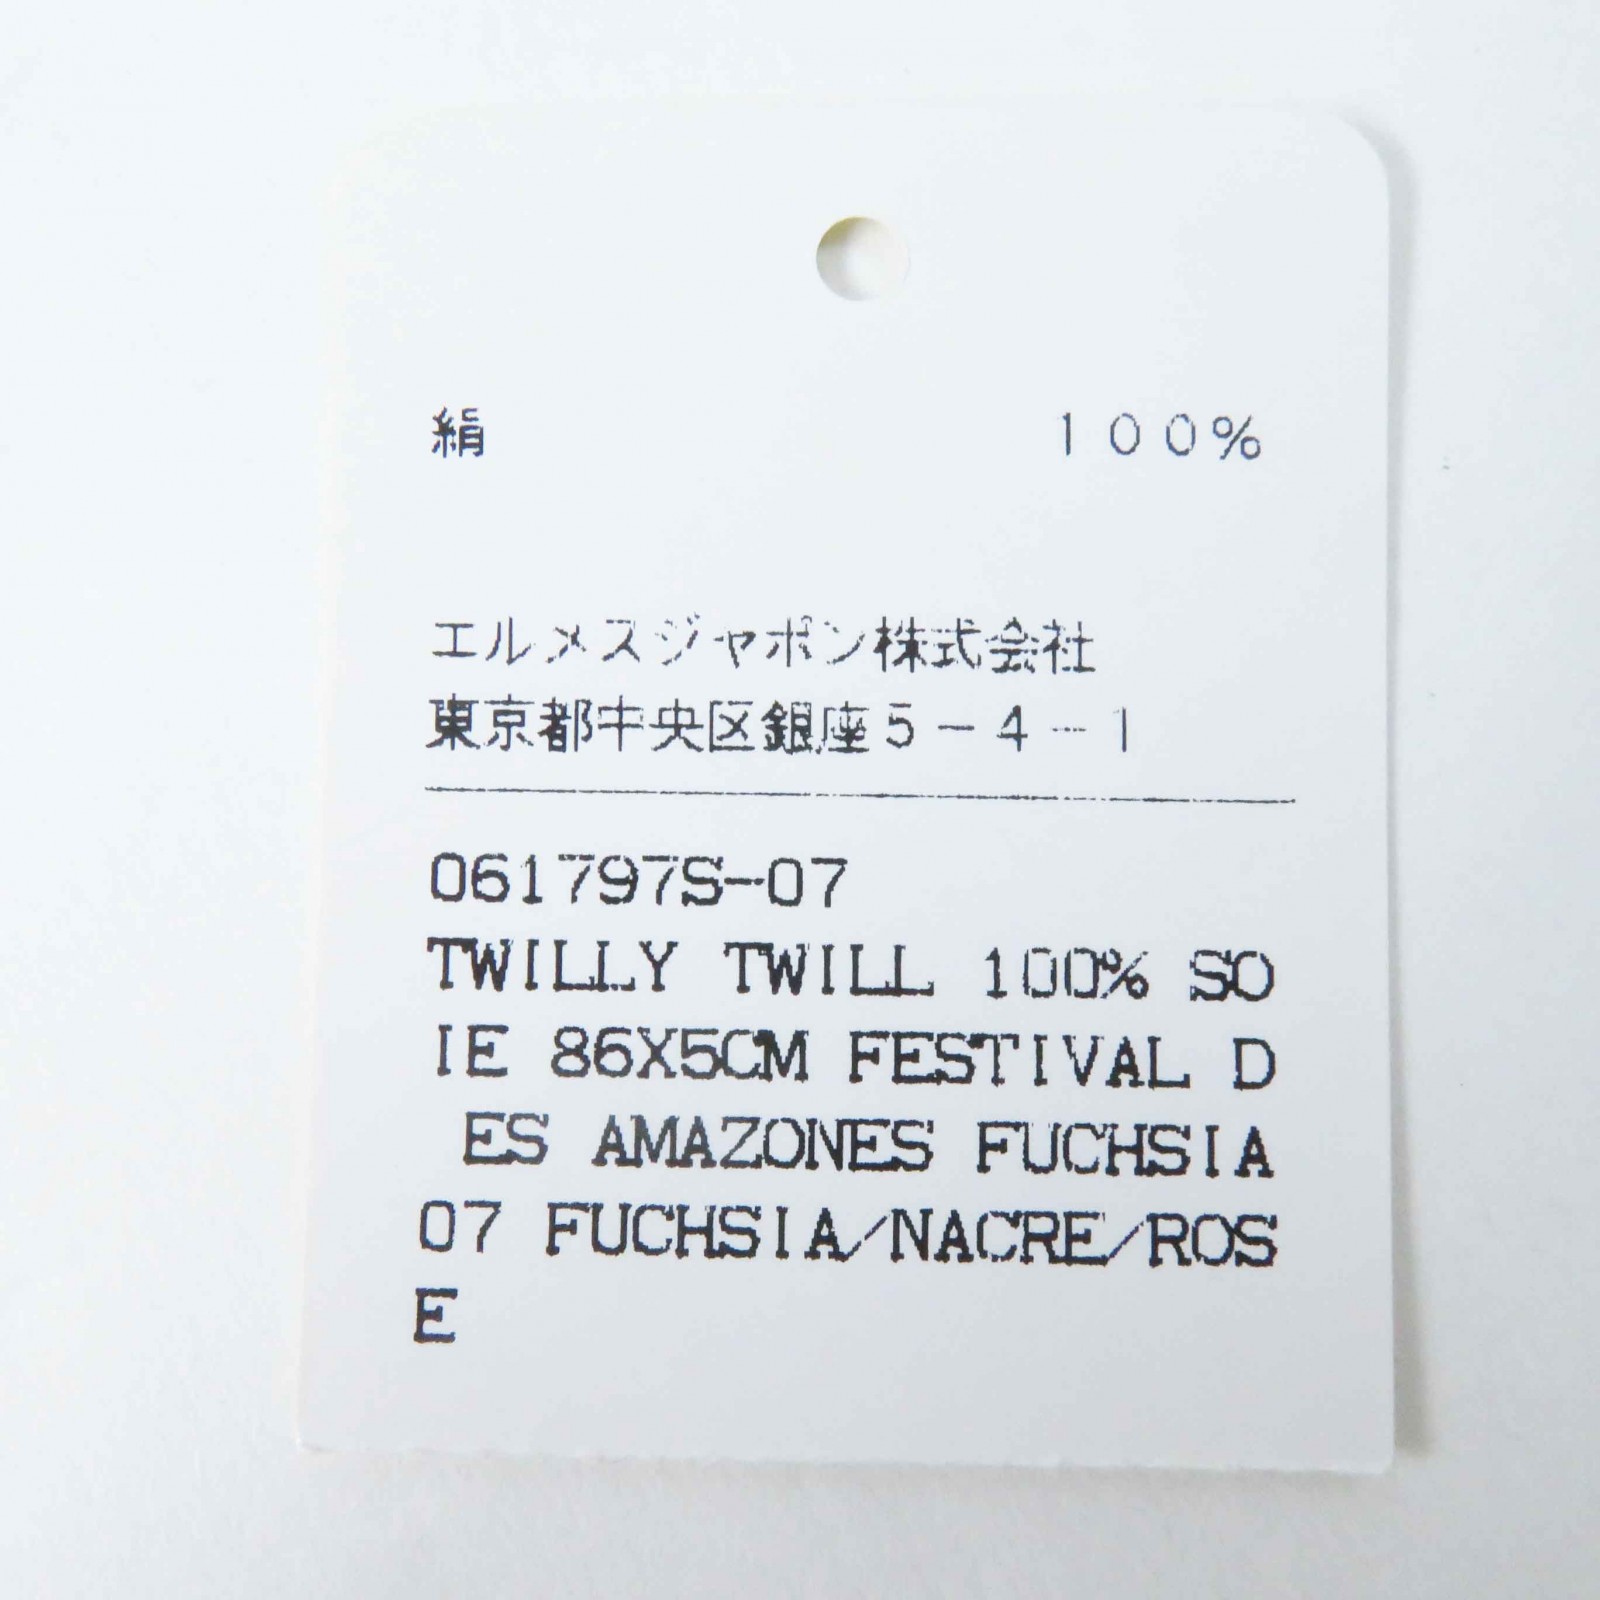 絹 100%
エルメスジャポン株式会社
東京都中央区銀座5-4-1
061797S-07
TWILLY TWILL 100% SO
IE 86X5CM FESTIVAL D
ES AMAZONES FUCHSIA
07 FUCHSIA/NACRE/ROS
E